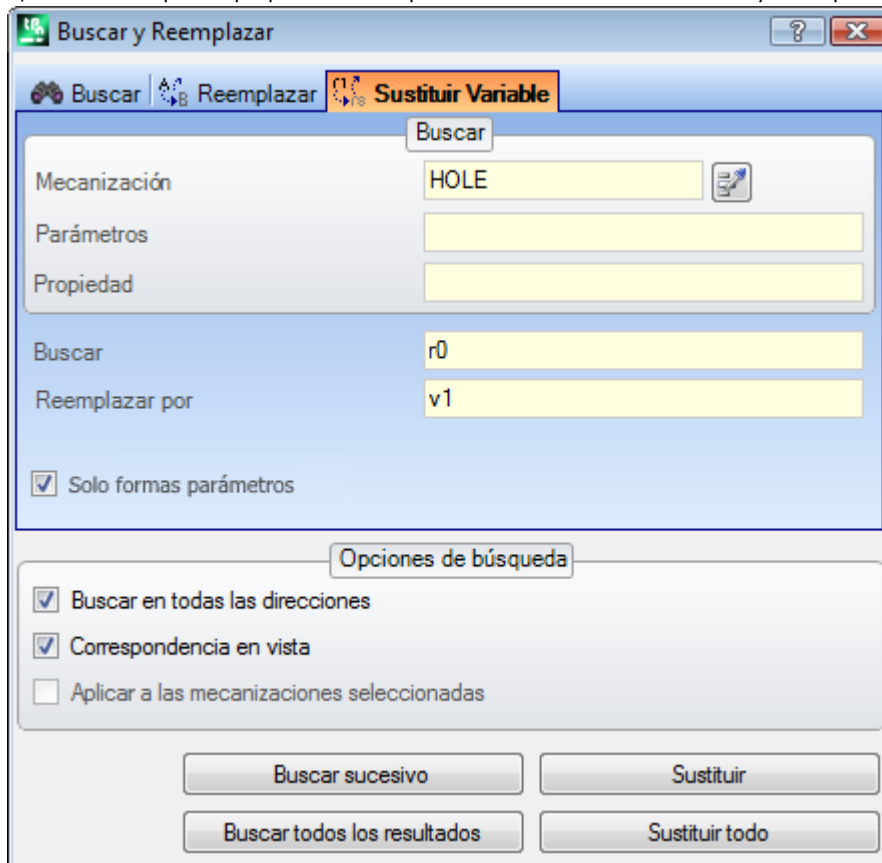 Buscar y Reemplazar
Buscar Reemplazar Sustituir Variable
Buscar
Mecanización HOLE
Parámetros
Propiedad
Buscar r0
Reemplazar por v1
Solo formas parámetros
Opciones de búsqueda
Buscar en todas las direcciones
Correspondencia en vista
Aplicar a las mecanizaciones seleccionadas
Buscar sucesivo Sustituir
Buscar todos los resultados Sustituir todo